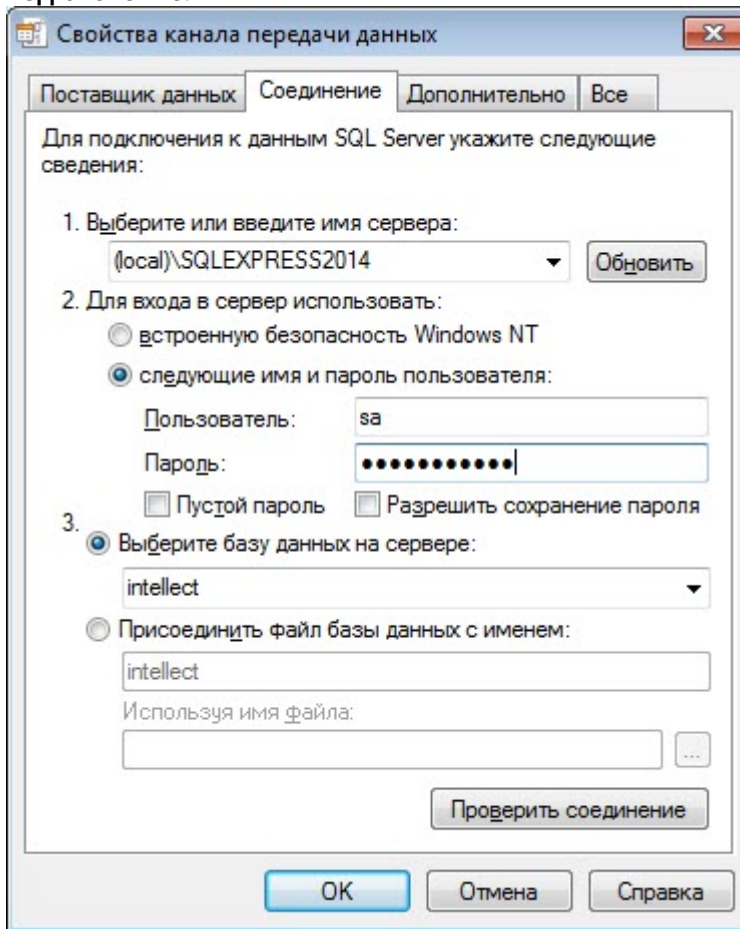 Свойства канала передачи данных
Поставщик данных Соединение Дополнительно Все
Для подключения к данным SQL Server укажите следующие
сведения:
1. Выберите или введите имя сервера:
(local)\SQLEXPRESS2014 Обновить
2. Для входа в сервер использовать:
встроенную безопасность Windows NT
следующие имя и пароль пользователя:
Пользователь: sa
Пароль: ●●●●●●●●●●●
Пустой пароль Разрешить сохранение пароля
3. Выберите базу данных на сервере:
intellect
Присоединить файл базы данных с именем:
intellect
Используя имя файла:
...
Проверить соединение
OK Отмена Справка